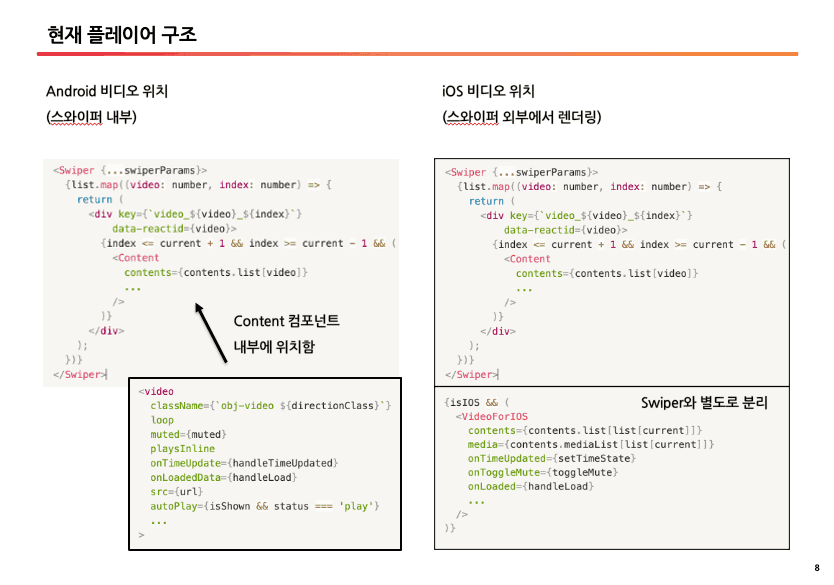 현재 플레이어 구조
Android 비디오 위치
(스와이퍼 내부)
<Swiper {...swiperParams}>
{list.map((video: number, index: number) => {
return (
<div key={`video_${video}_${index}`}
data-reactid={video}>
{index <= current + 1 && index >= current - 1 && (
<Content
contents={contents.list[video]}
...
/>
)}
</div>
);
})}
</Swiper>
Content 컴포넌트
내부에 위치함
<video
className={`obj-video ${directionClass}`}
loop
muted={muted}
playsInline
onTimeUpdate={handleTimeUpdated}
onLoadedData={handleLoad}
src={url}
autoPlay={isShown && status === 'play'}
...
>
iOS 비디오 위치
(스와이퍼 외부에서 렌더링)
<Swiper {...swiperParams}>
{list.map((video: number, index: number) => {
return (
<div key={`video_${video}_${index}`}
data-reactid={video}>
{index <= current + 1 && index >= current - 1 && (
<Content
contents={contents.list[video]}
...
/>
)}
</div>
);
})}
</Swiper>
Swiper와 별도로 분리
{isIOS && (
<VideoForIOS
contents={contents.list[list[current]]}
media={contents.mediaList[list[current]]}
onTimeUpdated={setTimeState}
onToggleMute={toggleMute}
onLoaded={handleLoad}
...
/>
)}
8